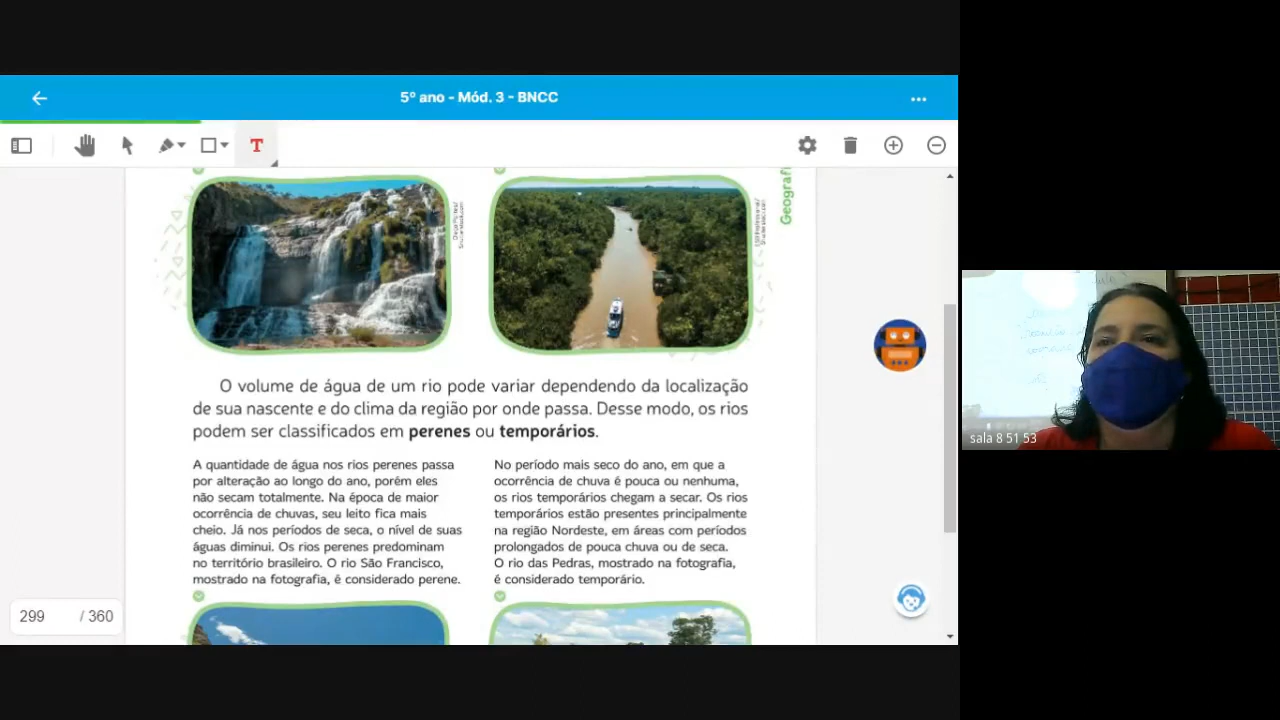 5º ano - Mód. 3 - BNCC
T
Geografi
O volume de água de um rio pode variar dependendo da localização
de sua nascente e do clima da região por onde passa. Desse modo, os rios
podem ser classificados em perenes ou temporários.
A quantidade de água nos rios perenes passa
por alteração ao longo do ano, porém eles
não secam totalmente. Na época de maior
ocorrência de chuvas, seu leito fica mais
cheio. Já nos períodos de seca, o nível de suas
águas diminui. Os rios perenes predominam
no território brasileiro. O rio São Francisco,
mostrado na fotografia, é considerado perene.
No período mais seco do ano, em que a
ocorrência de chuva é pouca ou nenhuma,
os rios temporários chegam a secar. Os rios
temporários estão presentes principalmente
na região Nordeste, em áreas com períodos
prolongados de pouca chuva ou de seca.
O rio das Pedras, mostrado na fotografia,
é considerado temporário.
299 / 360
sala 8 51 53